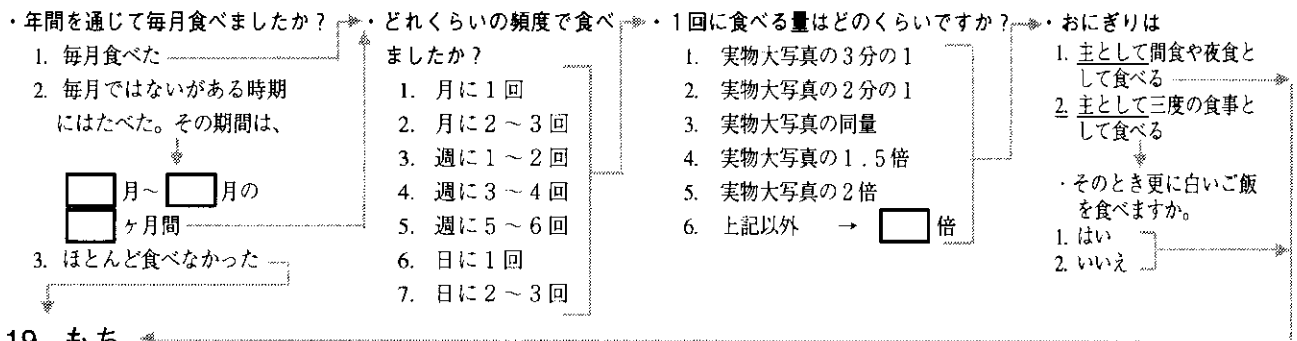 ・年間を通じて毎月食べましたか?
1. 毎月食べた
2. 毎月ではないがある時期
にはたべた。その期間は、
月~ 月の
ヶ月間
3. ほとんど食べなかった
・どれくらいの頻度で食べ
ましたか?
1. 月に1回
2. 月に2~3回
3. 週に1~2回
4. 週に3~4回
5. 週に5~6回
6. 日に1回
7. 日に2~3回
・1回に食べる量はどのくらいですか?
1. 実物大写真の3分の1
2. 実物大写真の2分の1
3. 実物大写真の同量
4. 実物大写真の1.5倍
5. 実物大写真の2倍
6. 上記以外 → 倍
・おにぎりは
1. 主として間食や夜食と
して食べる
2. 主として三度の食事と
して食べる
・そのとき更に白いご飯
を食べますか。
1. はい
2. いいえ
19 もち